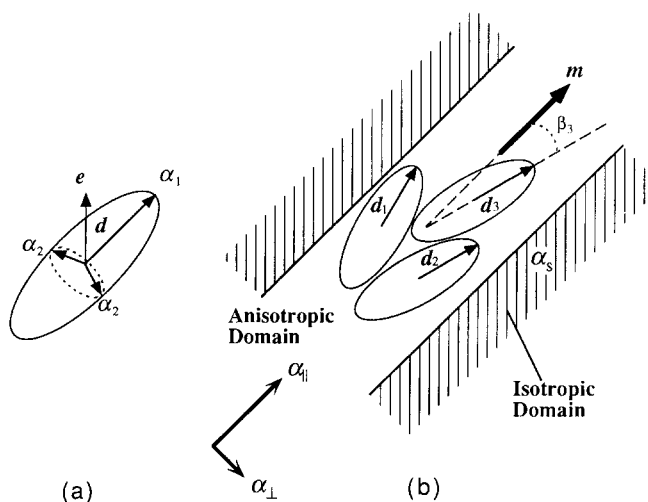 m
β₃
e
α₁
d
α₂
α₂
d₁
d₃
d₂
αₛ
Anisotropic
Domain
Isotropic
Domain
α∥
α⊥
(a)
(b)